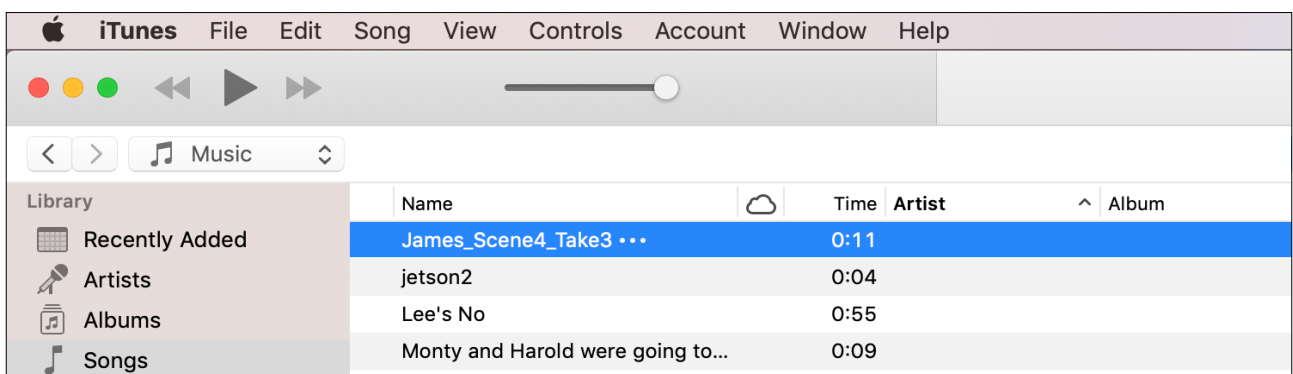 iTunes File Edit Song View Controls Account Window Help
Music
Library
Name Time Artist Album
Recently Added
James_Scene4_Take3 ••• 0:11
Artists
jetson2 0:04
Albums
Lee's No 0:55
Songs
Monty and Harold were going to... 0:09